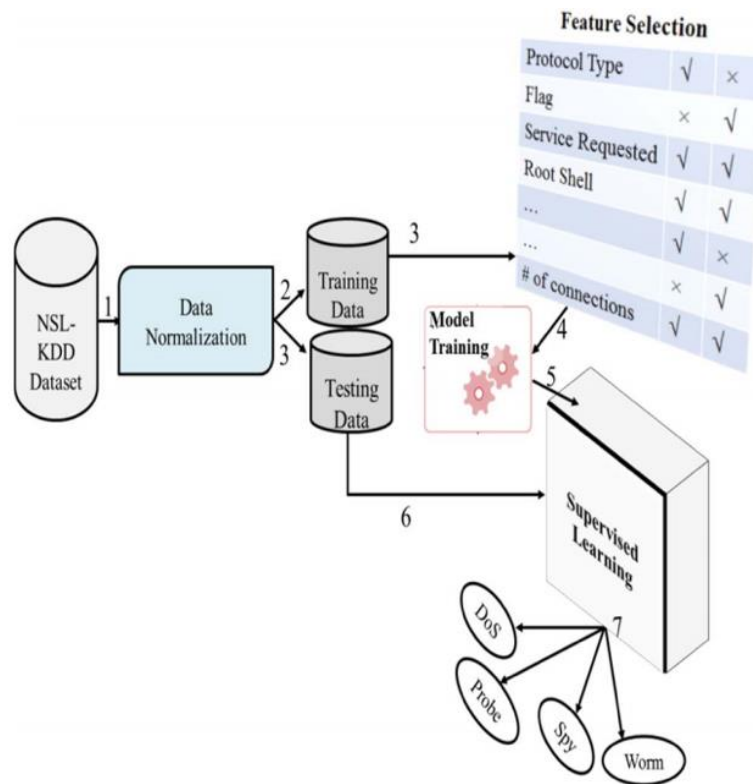 Feature Selection
Protocol Type √ ×
Flag × √
Service Requested √ √
Root Shell √ √
... √ ×
... × √
# of connections √ √
NSL-
KDD
Dataset
1
Data
Normalization
2
3
Training
Data
3
Testing
Data
Model
Training
4
5
6
Supervised
Learning
7
DoS
Probe
Spy
Worm